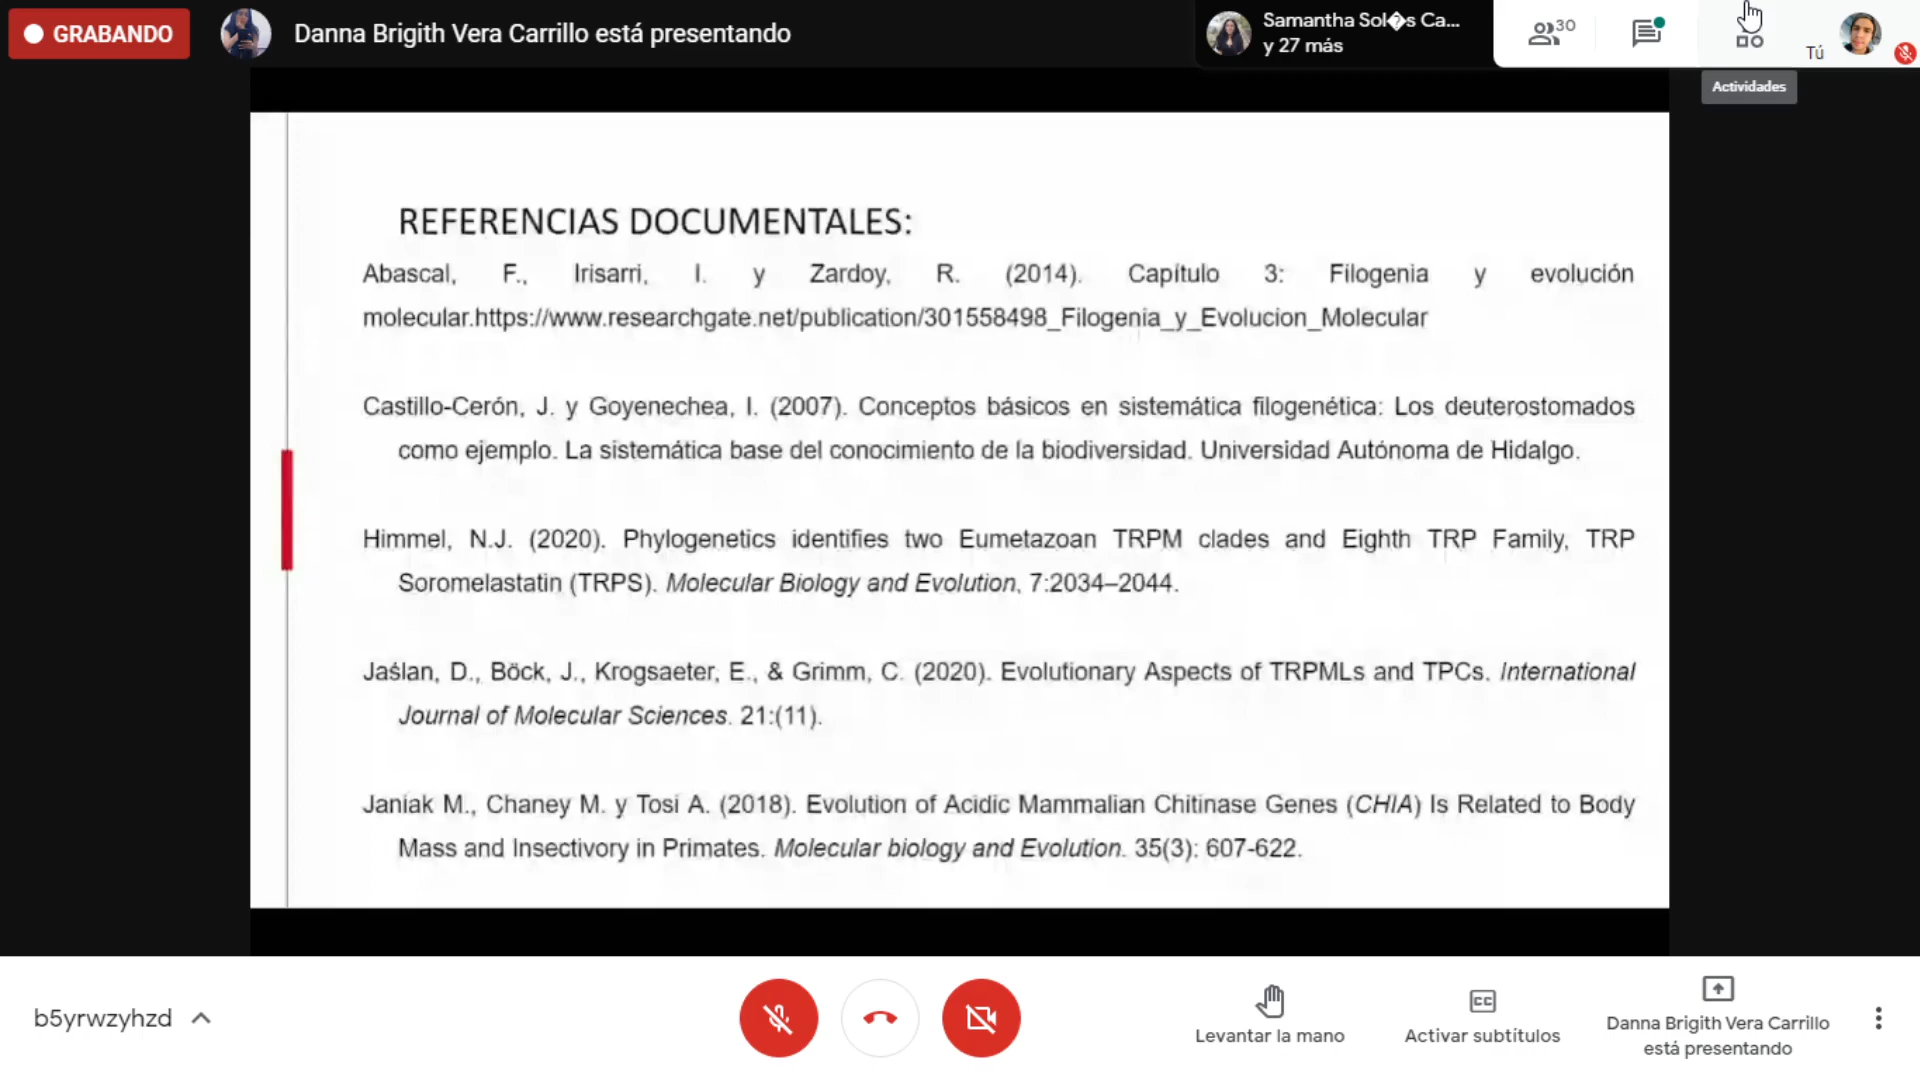 GRABANDO
Danna Brigith Vera Carrillo está presentando
Samantha Sol�s Ca...
y 27 más
30
Tú
Actividades
REFERENCIAS DOCUMENTALES:
Abascal, F., Irisarri, I. y Zardoy, R. (2014). Capítulo 3: Filogenia y evolución
molecular.https://www.researchgate.net/publication/301558498_Filogenia_y_Evolucion_Molecular
Castillo-Cerón, J. y Goyenechea, I. (2007). Conceptos básicos en sistemática filogenética: Los deuterostomados
como ejemplo. La sistemática base del conocimiento de la biodiversidad. Universidad Autónoma de Hidalgo.
Himmel, N.J. (2020). Phylogenetics identifies two Eumetazoan TRPM clades and Eighth TRP Family, TRP
Soromelastatin (TRPS). Molecular Biology and Evolution, 7:2034–2044.
Jaślan, D., Böck, J., Krogsaeter, E., & Grimm, C. (2020). Evolutionary Aspects of TRPMLs and TPCs. International
Journal of Molecular Sciences. 21:(11).
Janiak M., Chaney M. y Tosi A. (2018). Evolution of Acidic Mammalian Chitinase Genes (CHIA) Is Related to Body
Mass and Insectivory in Primates. Molecular biology and Evolution. 35(3): 607-622.
b5yrwzyhzd
Levantar la mano
CC
Activar subtítulos
Danna Brigith Vera Carrillo
está presentando